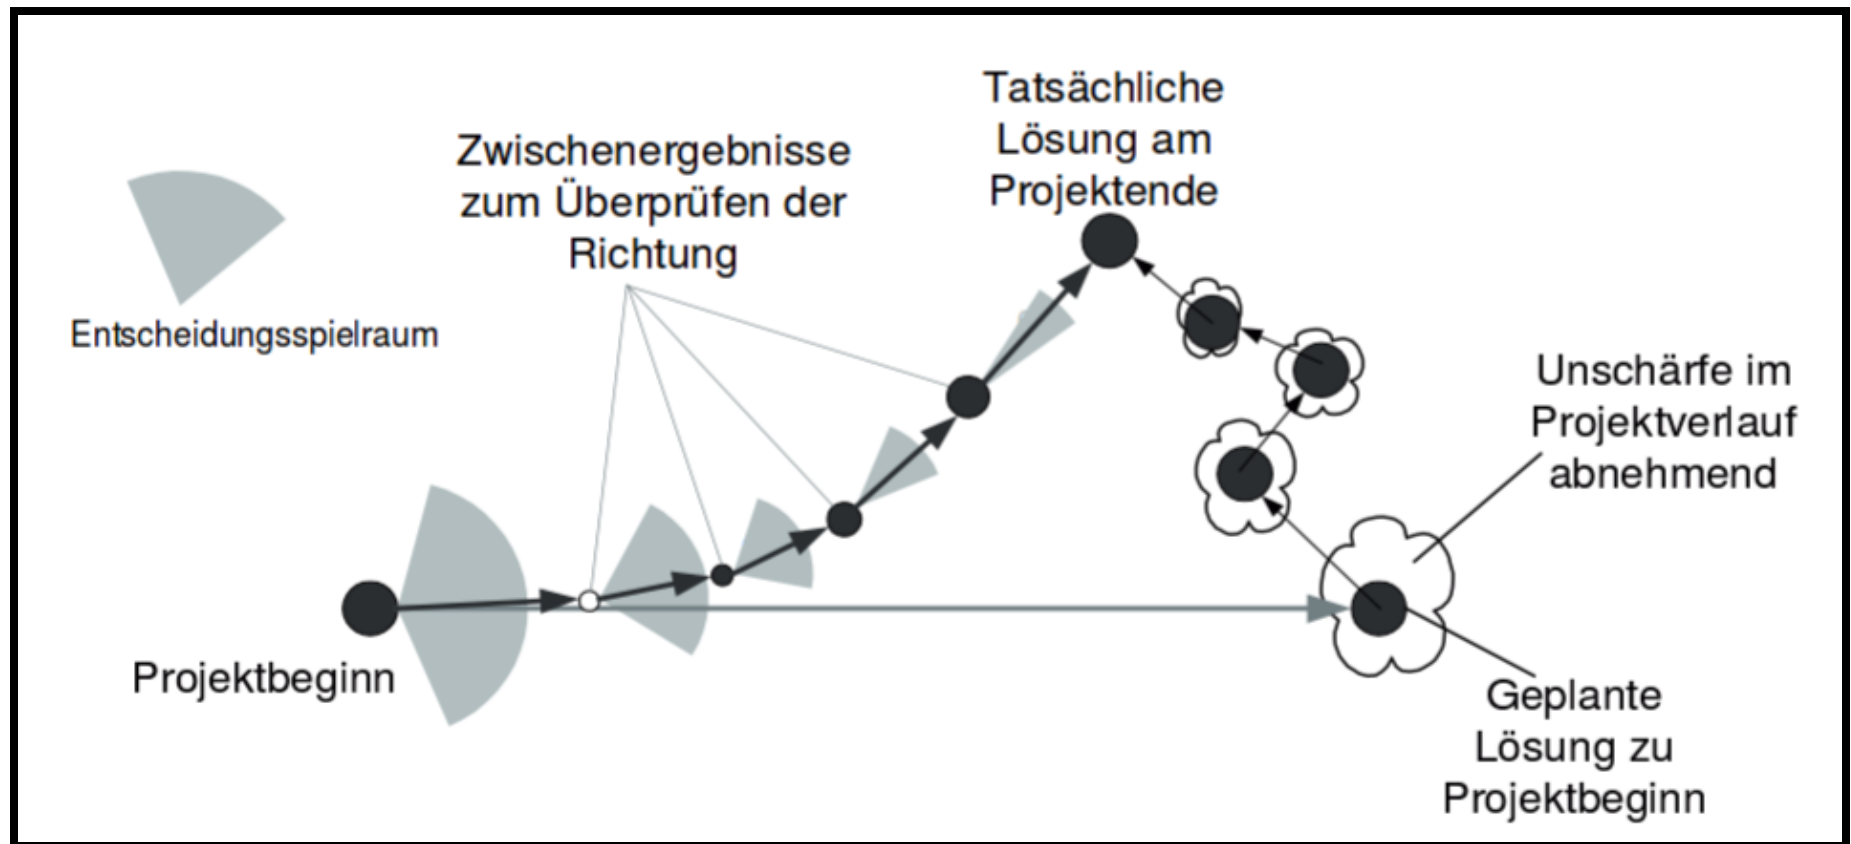 Tatsächliche
Lösung am
Projektende
Zwischenergebnisse
zum Überprüfen der
Richtung
Entscheidungsspielraum
Unschärfe im
Projektverlauf
abnehmend
Projektbeginn
Geplante
Lösung zu
Projektbeginn